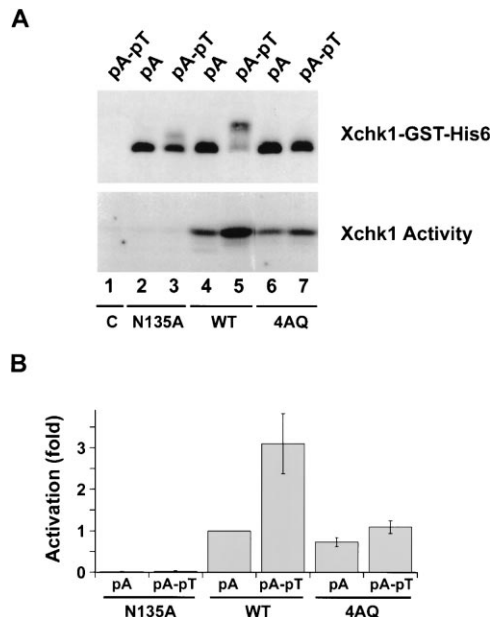 A
pA-pT pA pA-pT pA pA-pT pA pA-pT
Xchk1-GST-His6
Xchk1 Activity
1 2 3 4 5 6 7
C N135A WT 4AQ
B
Activation (fold)
3
2
1
0
pA pA-pT pA pA-pT pA pA-pT
N135A WT 4AQ